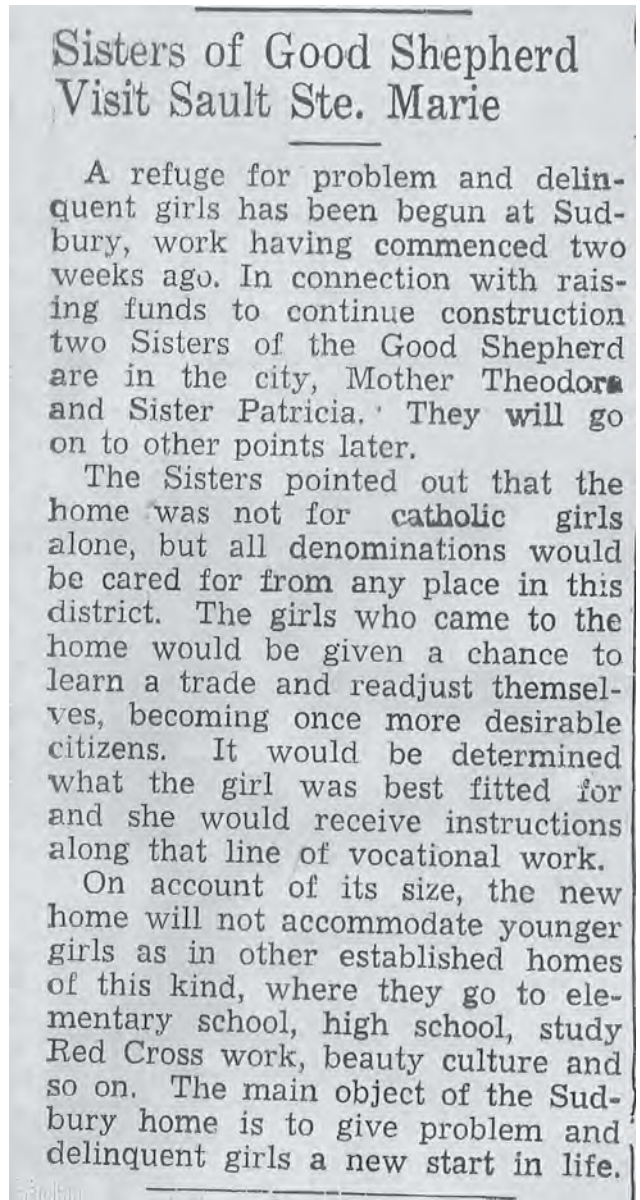 Sisters of Good Shepherd
Visit Sault Ste. Marie
A refuge for problem and delin-
quent girls has been begun at Sud-
bury, work having commenced two
weeks ago. In connection with rais-
ing funds to continue construction
two Sisters of the Good Shepherd
are in the city, Mother Theodora
and Sister Patricia. They will go
on to other points later.
The Sisters pointed out that the
home was not for catholic girls
alone, but all denominations would
be cared for from any place in this
district. The girls who came to the
home would be given a chance to
learn a trade and readjust themsel-
ves, becoming once more desirable
citizens. It would be determined
what the girl was best fitted for
and she would receive instructions
along that line of vocational work.
On account of its size, the new
home will not accommodate younger
girls as in other established homes
of this kind, where they go to ele-
mentary school, high school, study
Red Cross work, beauty culture and
so on. The main object of the Sud-
bury home is to give problem and
delinquent girls a new start in life.